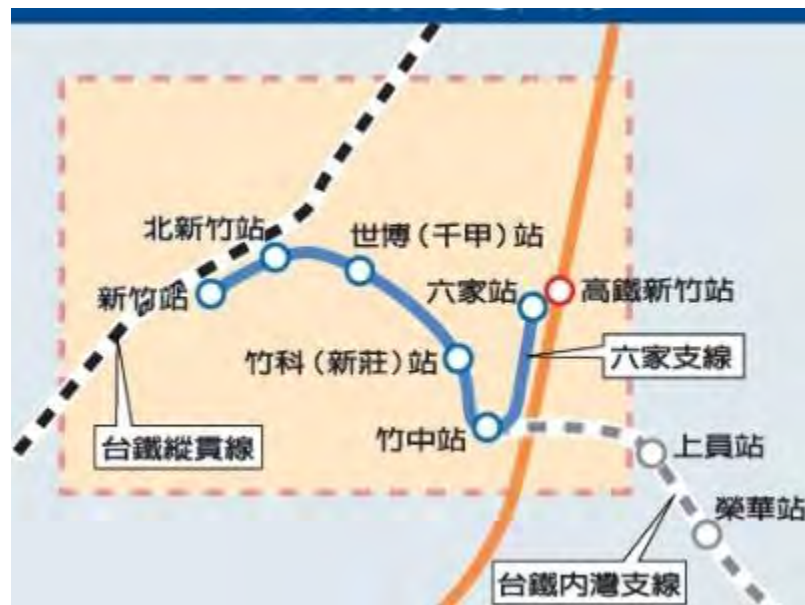 北新竹站
世博（千甲）站
新竹站
六家站
高鐵新竹站
竹科（新莊）站
六家支線
竹中站
台鐵縱貫線
上員站
榮華站
台鐵內灣支線